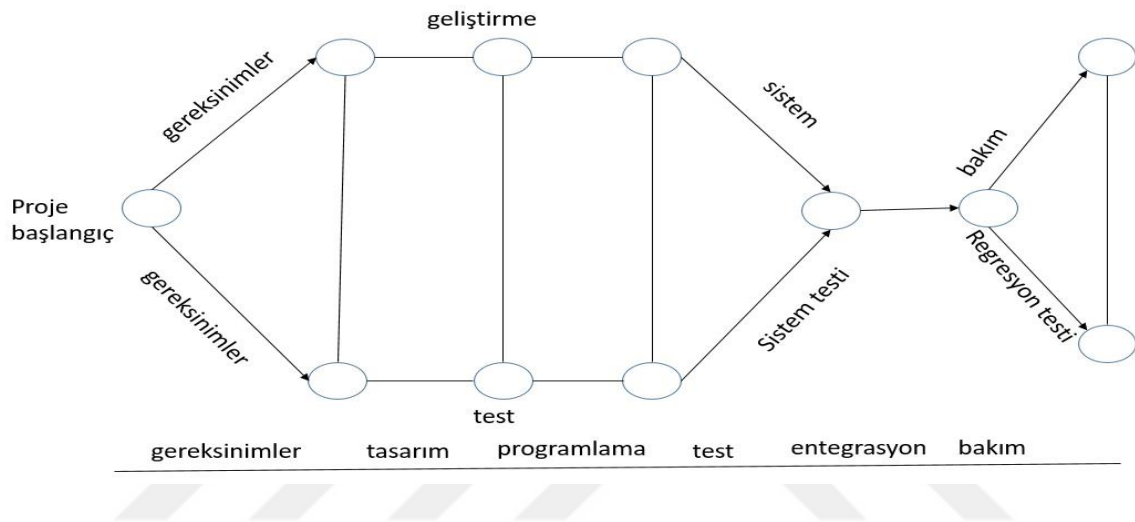 geliştirme
gereksinimler
sistem
bakım
Proje
başlangıç
gereksinimler
Sistem testi
Regresyon testi
test
gereksinimler tasarım programlama test entegrasyon bakım